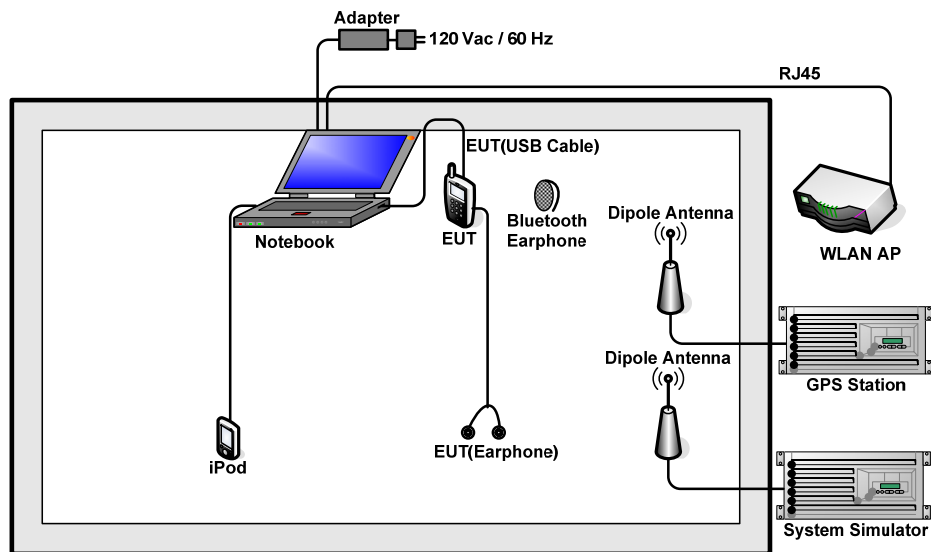 Adapter
120 Vac / 60 Hz
RJ45
EUT(USB Cable)
Notebook
EUT
Bluetooth
Earphone
Dipole Antenna
WLAN AP
GPS Station
Dipole Antenna
iPod
EUT(Earphone)
System Simulator